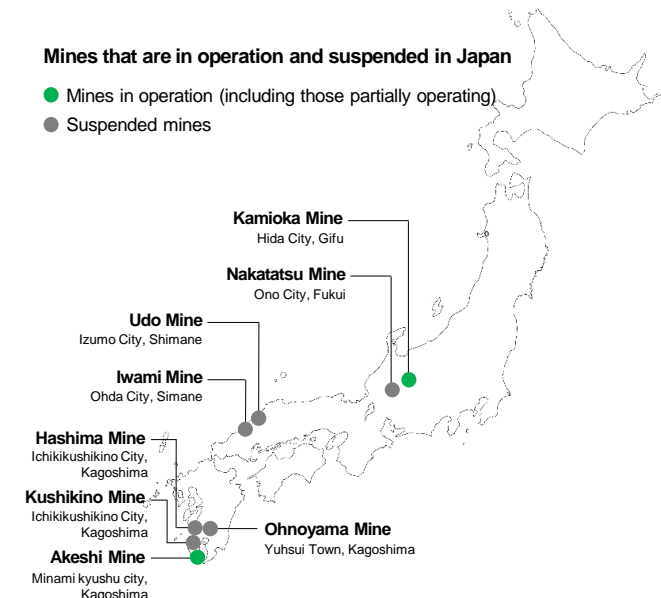 Mines that are in operation and suspended in Japan
Mines in operation (including those partially operating)
Suspended mines
Kamioka Mine
Hida City, Gifu
Nakatatsu Mine
Ono City, Fukui
Udo Mine
Izumo City, Shimane
Iwami Mine
Ohda City, Simane
Hashima Mine
Ichikikushikino City,
Kagoshima
Kushikino Mine
Ichikikushikino City,
Kagoshima
Ohnoyama Mine
Yuhsui Town, Kagoshima
Akeshi Mine
Minami kyushu city,
Kagoshima